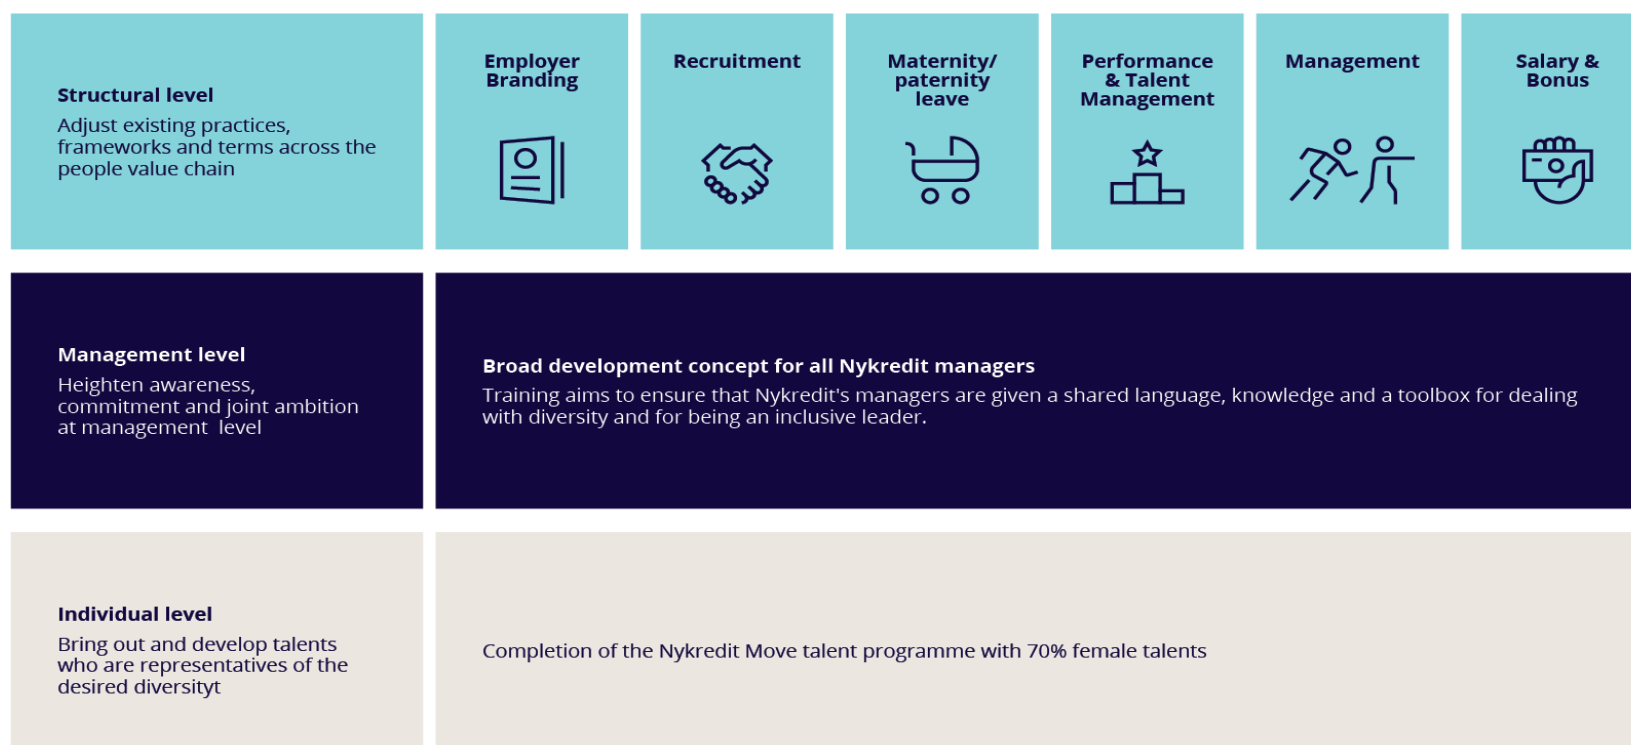 Structural level
Adjust existing practices,
frameworks and terms across the
people value chain
Employer
Branding
Recruitment
Maternity/
paternity
leave
Performance
& Talent
Management
Management
Salary &
Bonus
Management level
Heighten awareness,
commitment and joint ambition
at management  level
Broad development concept for all Nykredit managers
Training aims to ensure that Nykredit's managers are given a shared language, knowledge and a toolbox for dealing
with diversity and for being an inclusive leader.
Individual level
Bring out and develop talents
who are representatives of the
desired diversityt
Completion of the Nykredit Move talent programme with 70% female talents